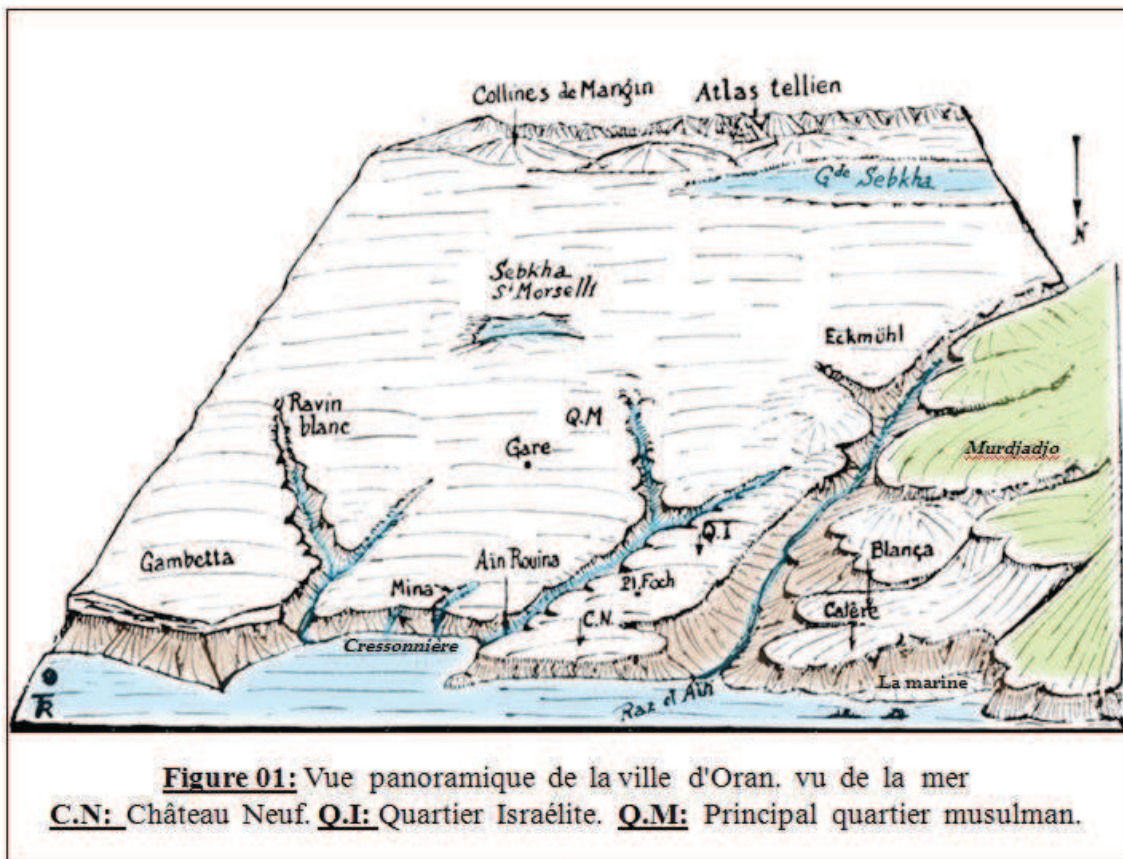 Collines de Mangin
Atlas tellien
Gde Sebkha
N
Sebkha
St Morselli
Eckmühl
Ravin
blanc
Q.M
Gare
Murdjadjo
Gambetta
Mina
Aïn Rouina
Q.I
Pl. Foch
Blança
C.N.
Calère
Cressonnière
La marine
Raz el Aïn
TR
Figure 01: Vue panoramique de la ville d'Oran. vu de la mer
C.N: Château Neuf. Q.I: Quartier Israélite. Q.M: Principal quartier musulman.